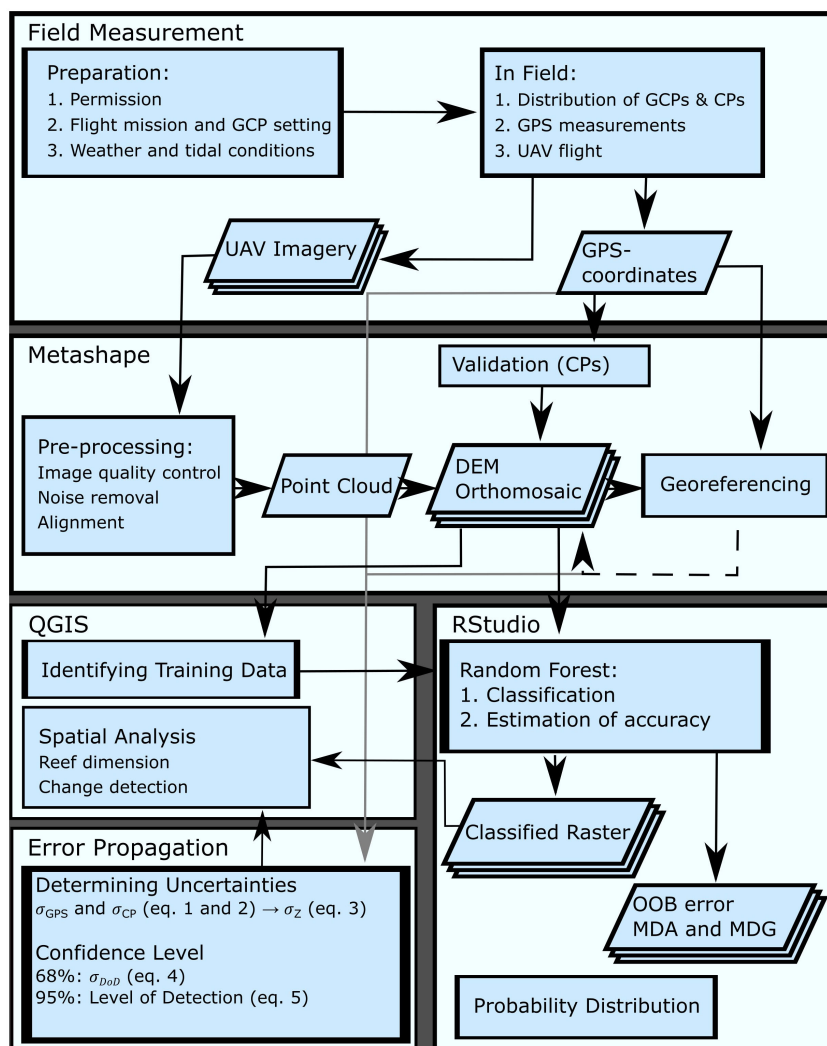 Field Measurement
Preparation:
1. Permission
2. Flight mission and GCP setting
3. Weather and tidal conditions
In Field:
1. Distribution of GCPs & CPs
2. GPS measurements
3. UAV flight
UAV Imagery
GPS-
coordinates
Metashape
Validation (CPs)
Pre-processing:
Image quality control
Noise removal
Alignment
Point Cloud
DEM
Orthomosaic
Georeferencing
QGIS
Identifying Training Data
Spatial Analysis
Reef dimension
Change detection
RStudio
Random Forest:
1. Classification
2. Estimation of accuracy
Classified Raster
OOB error
MDA and MDG
Probability Distribution
Error Propagation
Determining Uncertainties
σGPS and σCP (eq. 1 and 2) → σZ (eq. 3)
Confidence Level
68%: σDoD (eq. 4)
95%: Level of Detection (eq. 5)